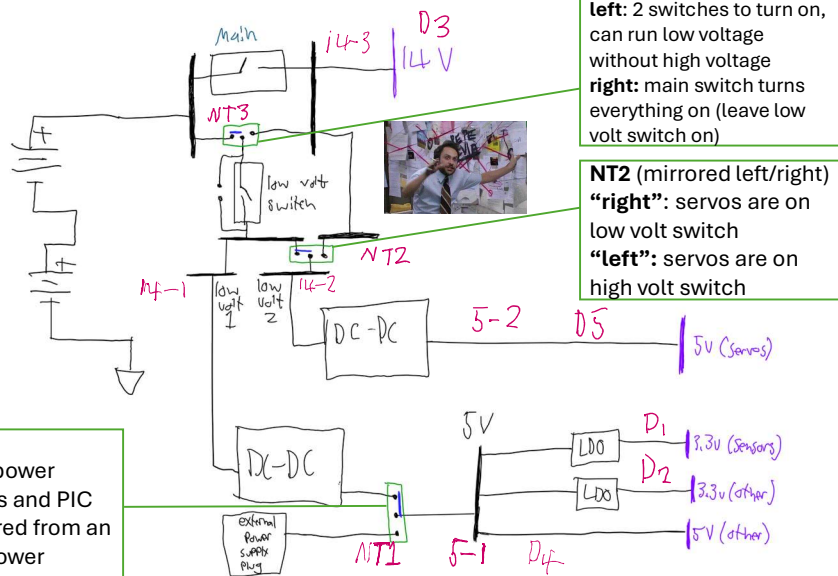 left: 2 switches to turn on,
can run low voltage
without high voltage
right: main switch turns
everything on (leave low
volt switch on)
Main
14-3
D3
14 V
NT3
low volt
switch
NT2 (mirrored left/right)
“right”: servos are on
low volt switch
“left”: servos are on
high volt switch
NT2
14-1
low
volt
1
low
volt
2
14-2
DC-DC
5-2
D5
5V (servos)
power
s and PIC
red from an
ower
DC-DC
external
Power
supply
plug
NT1
5V
5-1
LDO
D1
3.3v (sensors)
LDO
D2
3.3v (other)
D4
5V (other)
+
+